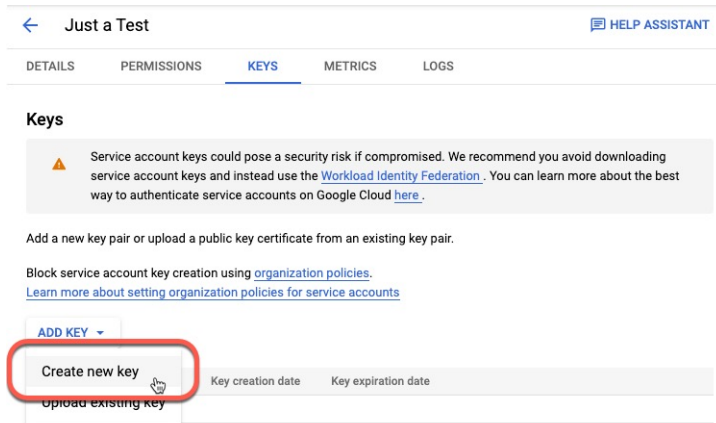 Just a Test
HELP ASSISTANT
DETAILS PERMISSIONS KEYS METRICS LOGS
Keys
Service account keys could pose a security risk if compromised. We recommend you avoid downloading
service account keys and instead use the Workload Identity Federation . You can learn more about the best
way to authenticate service accounts on Google Cloud here .
Add a new key pair or upload a public key certificate from an existing key pair.
Block service account key creation using organization policies.
Learn more about setting organization policies for service accounts
ADD KEY
Create new key
Key creation date Key expiration date
Upload existing key